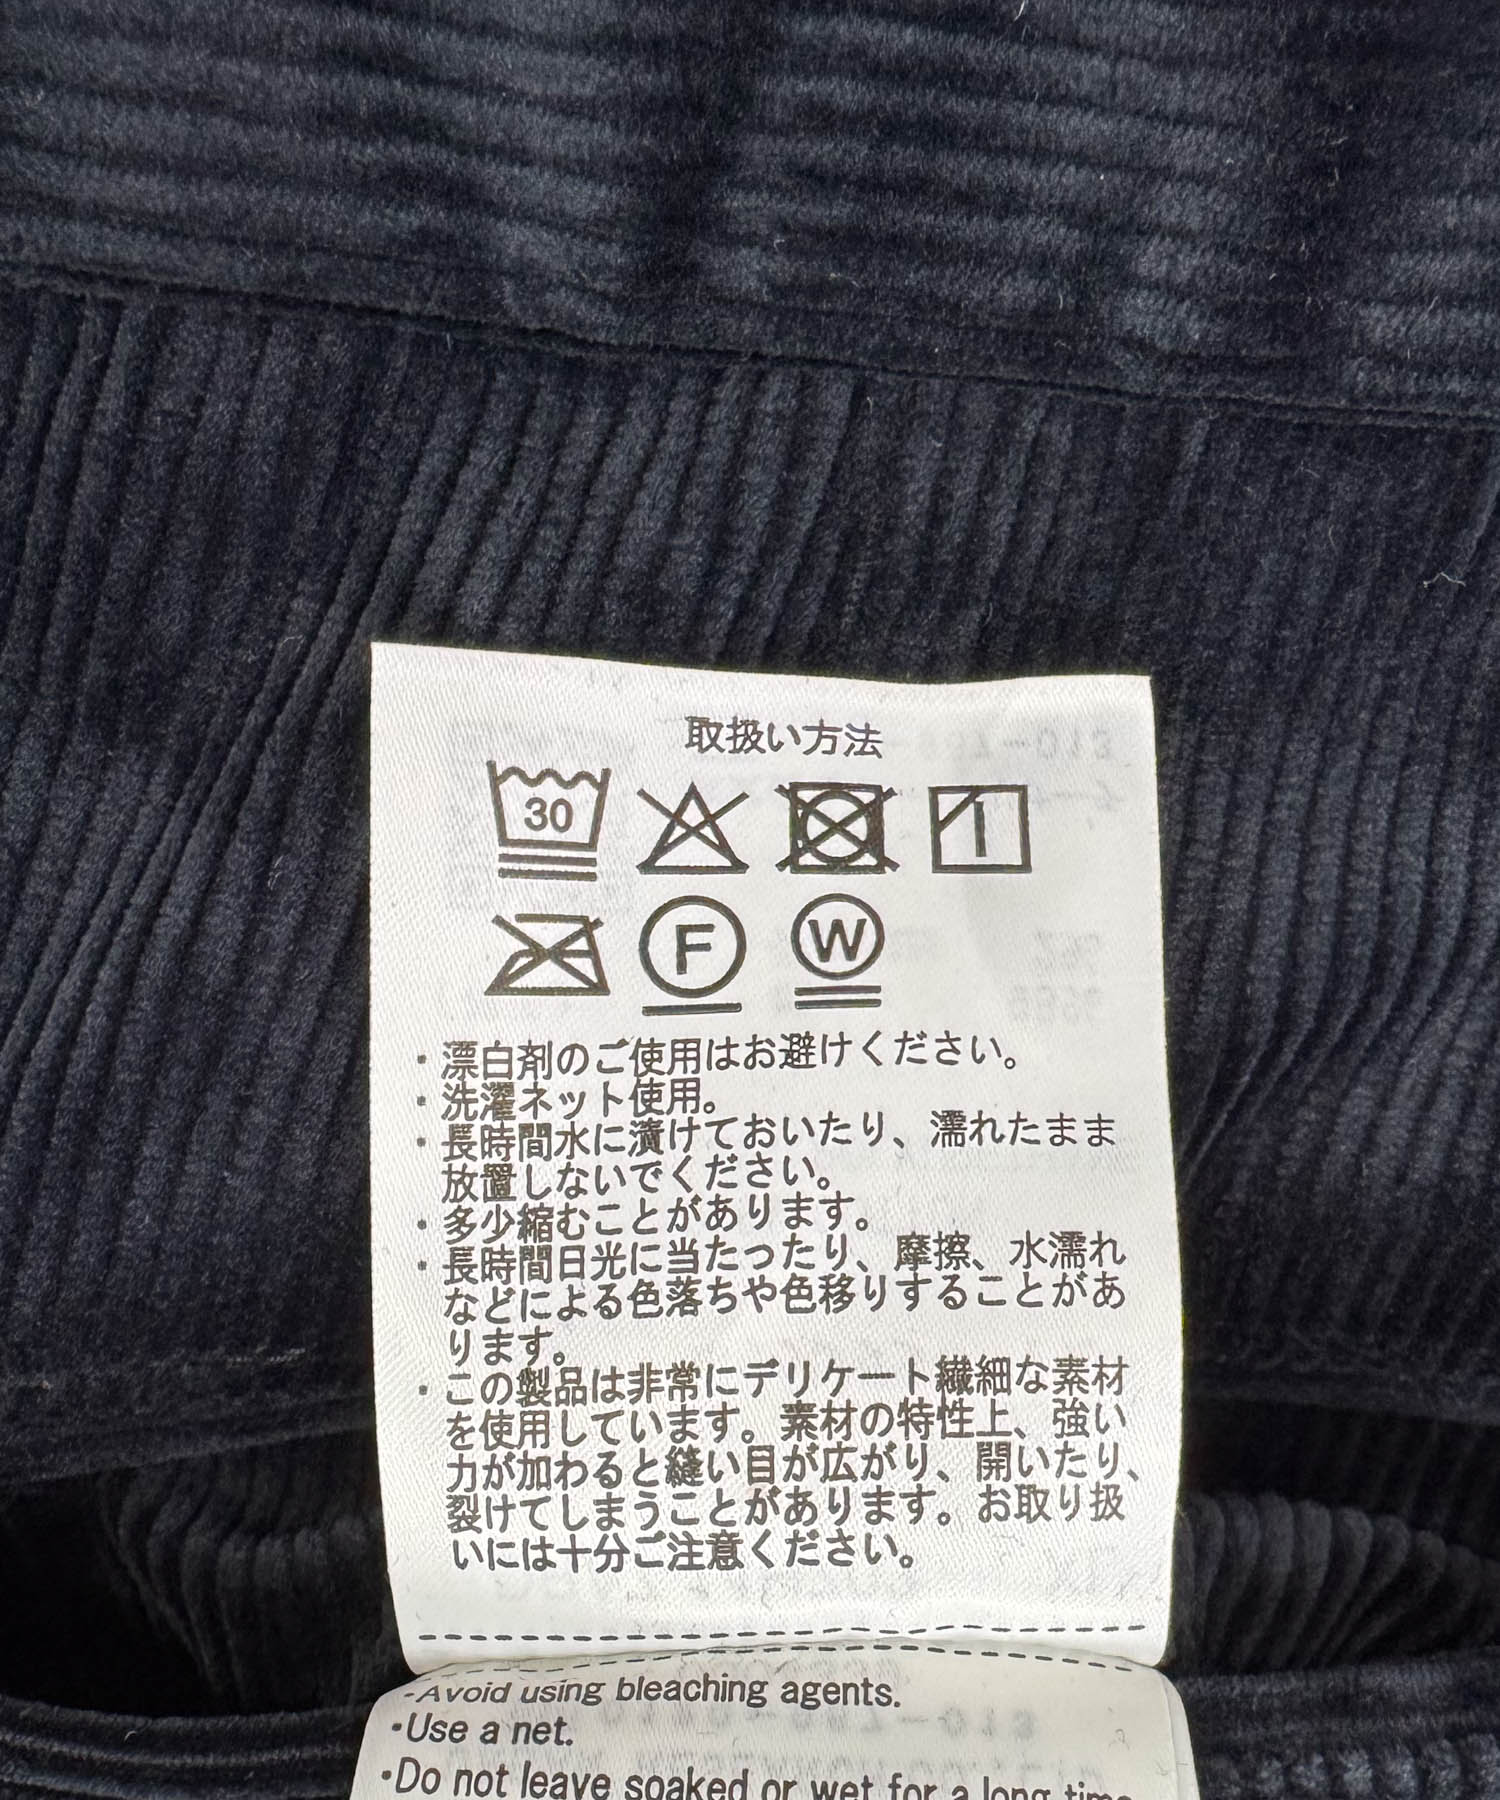 取扱い方法
30
F W
・漂白剤のご使用はお避けください。
・洗濯ネット使用。
・長時間水に漬けておいたり、濡れたまま
放置しないでください。
・多少縮むことがあります。
・長時間日光に当たったり、摩擦、水濡れ
などによる色落ちや色移りすることがあ
ります。
・この製品は非常にデリケート繊細な素材
を使用しています。素材の特性上、強い
力が加わると縫い目が広がり、開いたり、
裂けてしまうことがあります。お取り扱
いには十分ご注意ください。
・Avoid using bleaching agents.
・Use a net.
・Do not leave soaked or wet for a long time